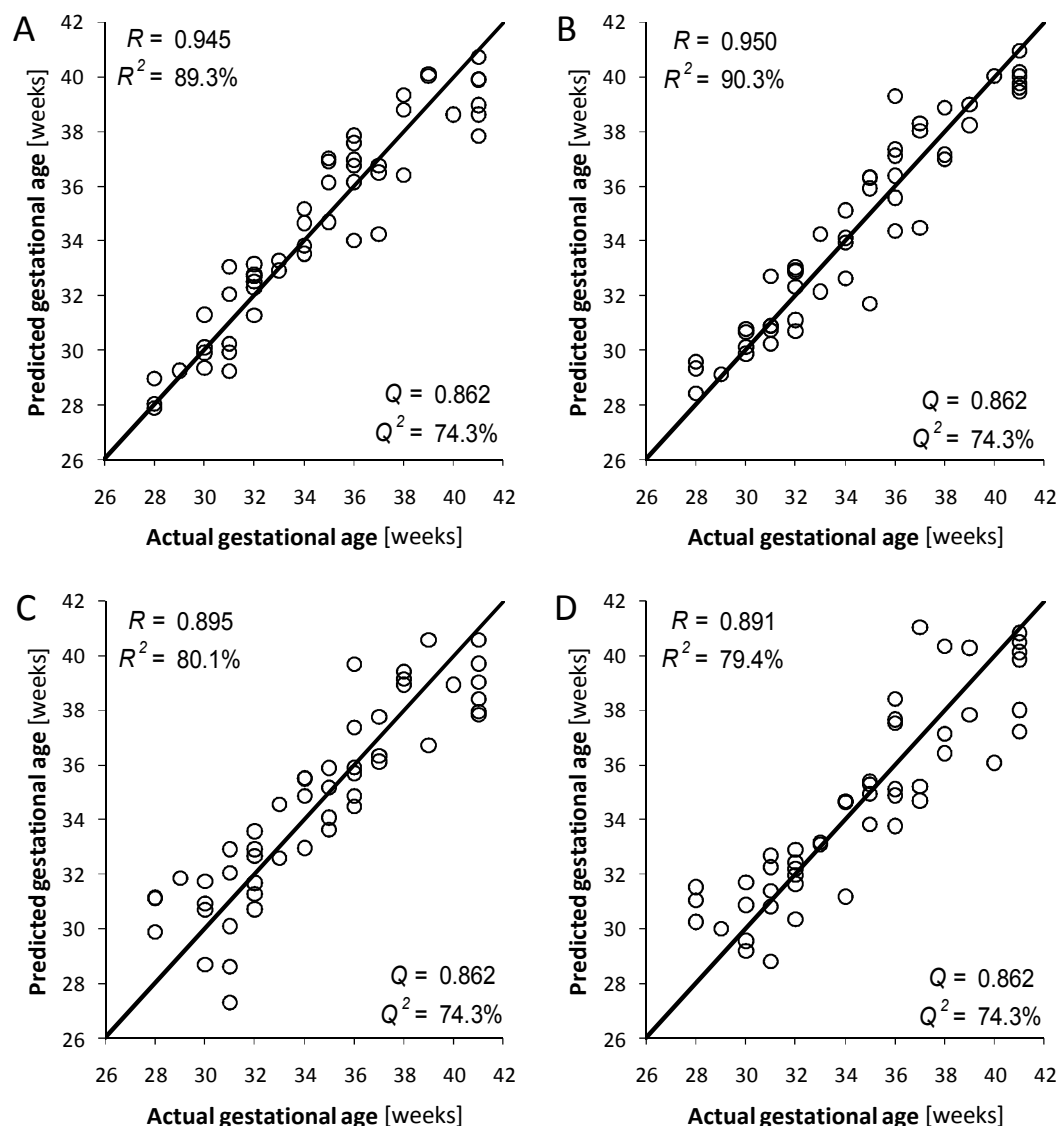 A
R = 0.945
R² = 89.3%
Q = 0.862
Q² = 74.3%
Predicted gestational age [weeks]
42
40
38
36
34
32
30
28
26
26 28 30 32 34 36 38 40 42
Actual gestational age [weeks]
B
R = 0.950
R² = 90.3%
Q = 0.862
Q² = 74.3%
Predicted gestational age [weeks]
42
40
38
36
34
32
30
28
26
26 28 30 32 34 36 38 40 42
Actual gestational age [weeks]
C
R = 0.895
R² = 80.1%
Q = 0.862
Q² = 74.3%
Predicted gestational age [weeks]
42
40
38
36
34
32
30
28
26
26 28 30 32 34 36 38 40 42
Actual gestational age [weeks]
D
R = 0.891
R² = 79.4%
Q = 0.862
Q² = 74.3%
Predicted gestational age [weeks]
42
40
38
36
34
32
30
28
26
26 28 30 32 34 36 38 40 42
Actual gestational age [weeks]